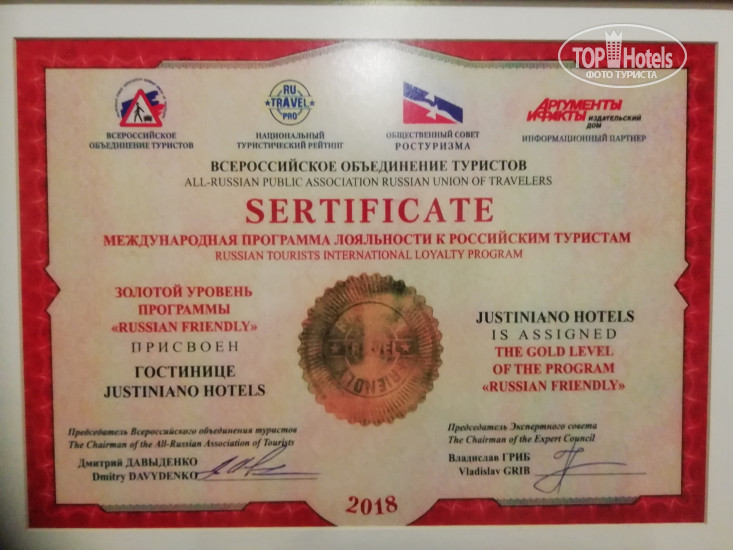 TOP Hotels
ФОТО ТУРИСТА
ВСЕРОССИЙСКОЕ
ОБЪЕДИНЕНИЕ ТУРИСТОВ
RU
TRAVEL
PRO
НАЦИОНАЛЬНЫЙ
ТУРИСТИЧЕСКИЙ РЕЙТИНГ
ОБЩЕСТВЕННЫЙ СОВЕТ
РОСТУРИЗМА
АРГУМЕНТЫ
И ФАКТЫ ИЗДАТЕЛЬСКИЙ
ДОМ
ИНФОРМАЦИОННЫЙ ПАРТНЕР
ВСЕРОССИЙСКОЕ ОБЪЕДИНЕНИЕ ТУРИСТОВ
ALL-RUSSIAN PUBLIC ASSOCIATION RUSSIAN UNION OF TRAVELERS
SERTIFICATE
МЕЖДУНАРОДНАЯ ПРОГРАММА ЛОЯЛЬНОСТИ К РОССИЙСКИМ ТУРИСТАМ
RUSSIAN TOURISTS INTERNATIONAL LOYALTY PROGRAM
ЗОЛОТОЙ УРОВЕНЬ
ПРОГРАММЫ
«RUSSIAN FRIENDLY»
ПРИСВОЕН
ГОСТИНИЦЕ
JUSTINIANO HOTELS
FRIENDLY
JUSTINIANO HOTELS
IS ASSIGNED
THE GOLD LEVEL
OF THE PROGRAM
«RUSSIAN FRIENDLY»
Председатель Всероссийского объединения туристов
The Chairman of the All-Russian Association of Tourists
Дмитрий ДАВЫДЕНКО
Dmitry DAVYDENKO
Председатель Экспертного совета
The Chairman of the Expert Council
Владислав ГРИБ
Vladislav GRIB
2018